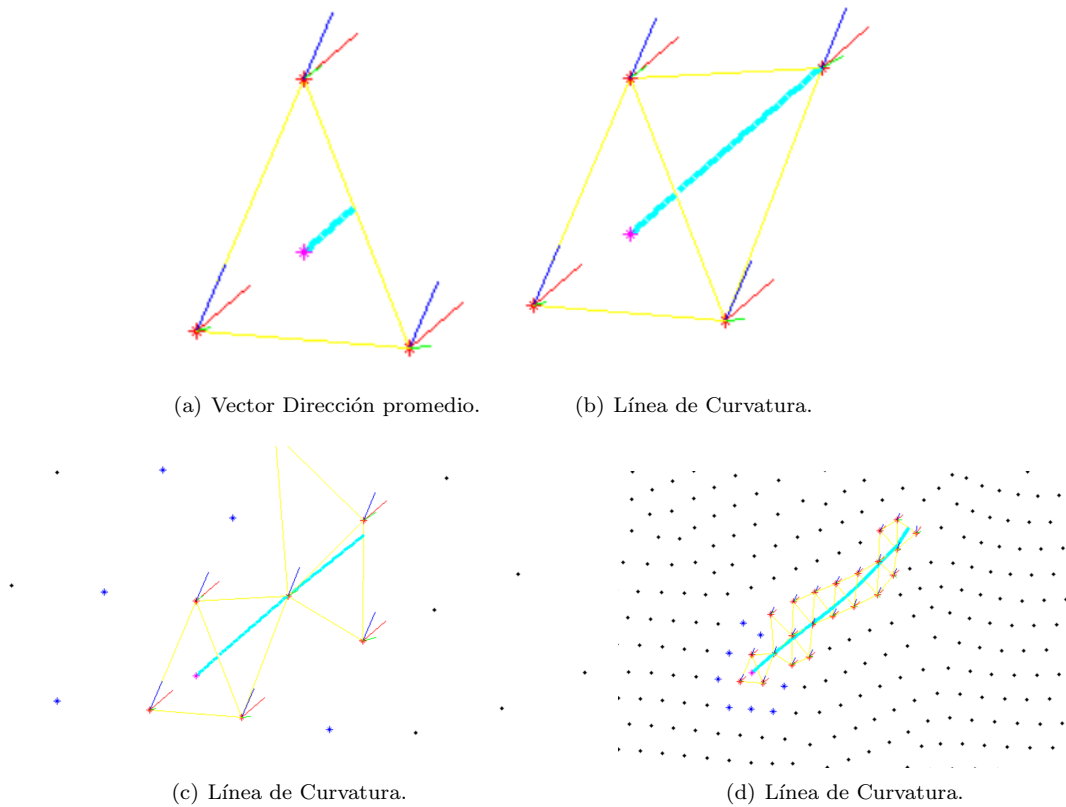 (a) Vector Dirección promedio.
(b) Línea de Curvatura.
(c) Línea de Curvatura.
(d) Línea de Curvatura.